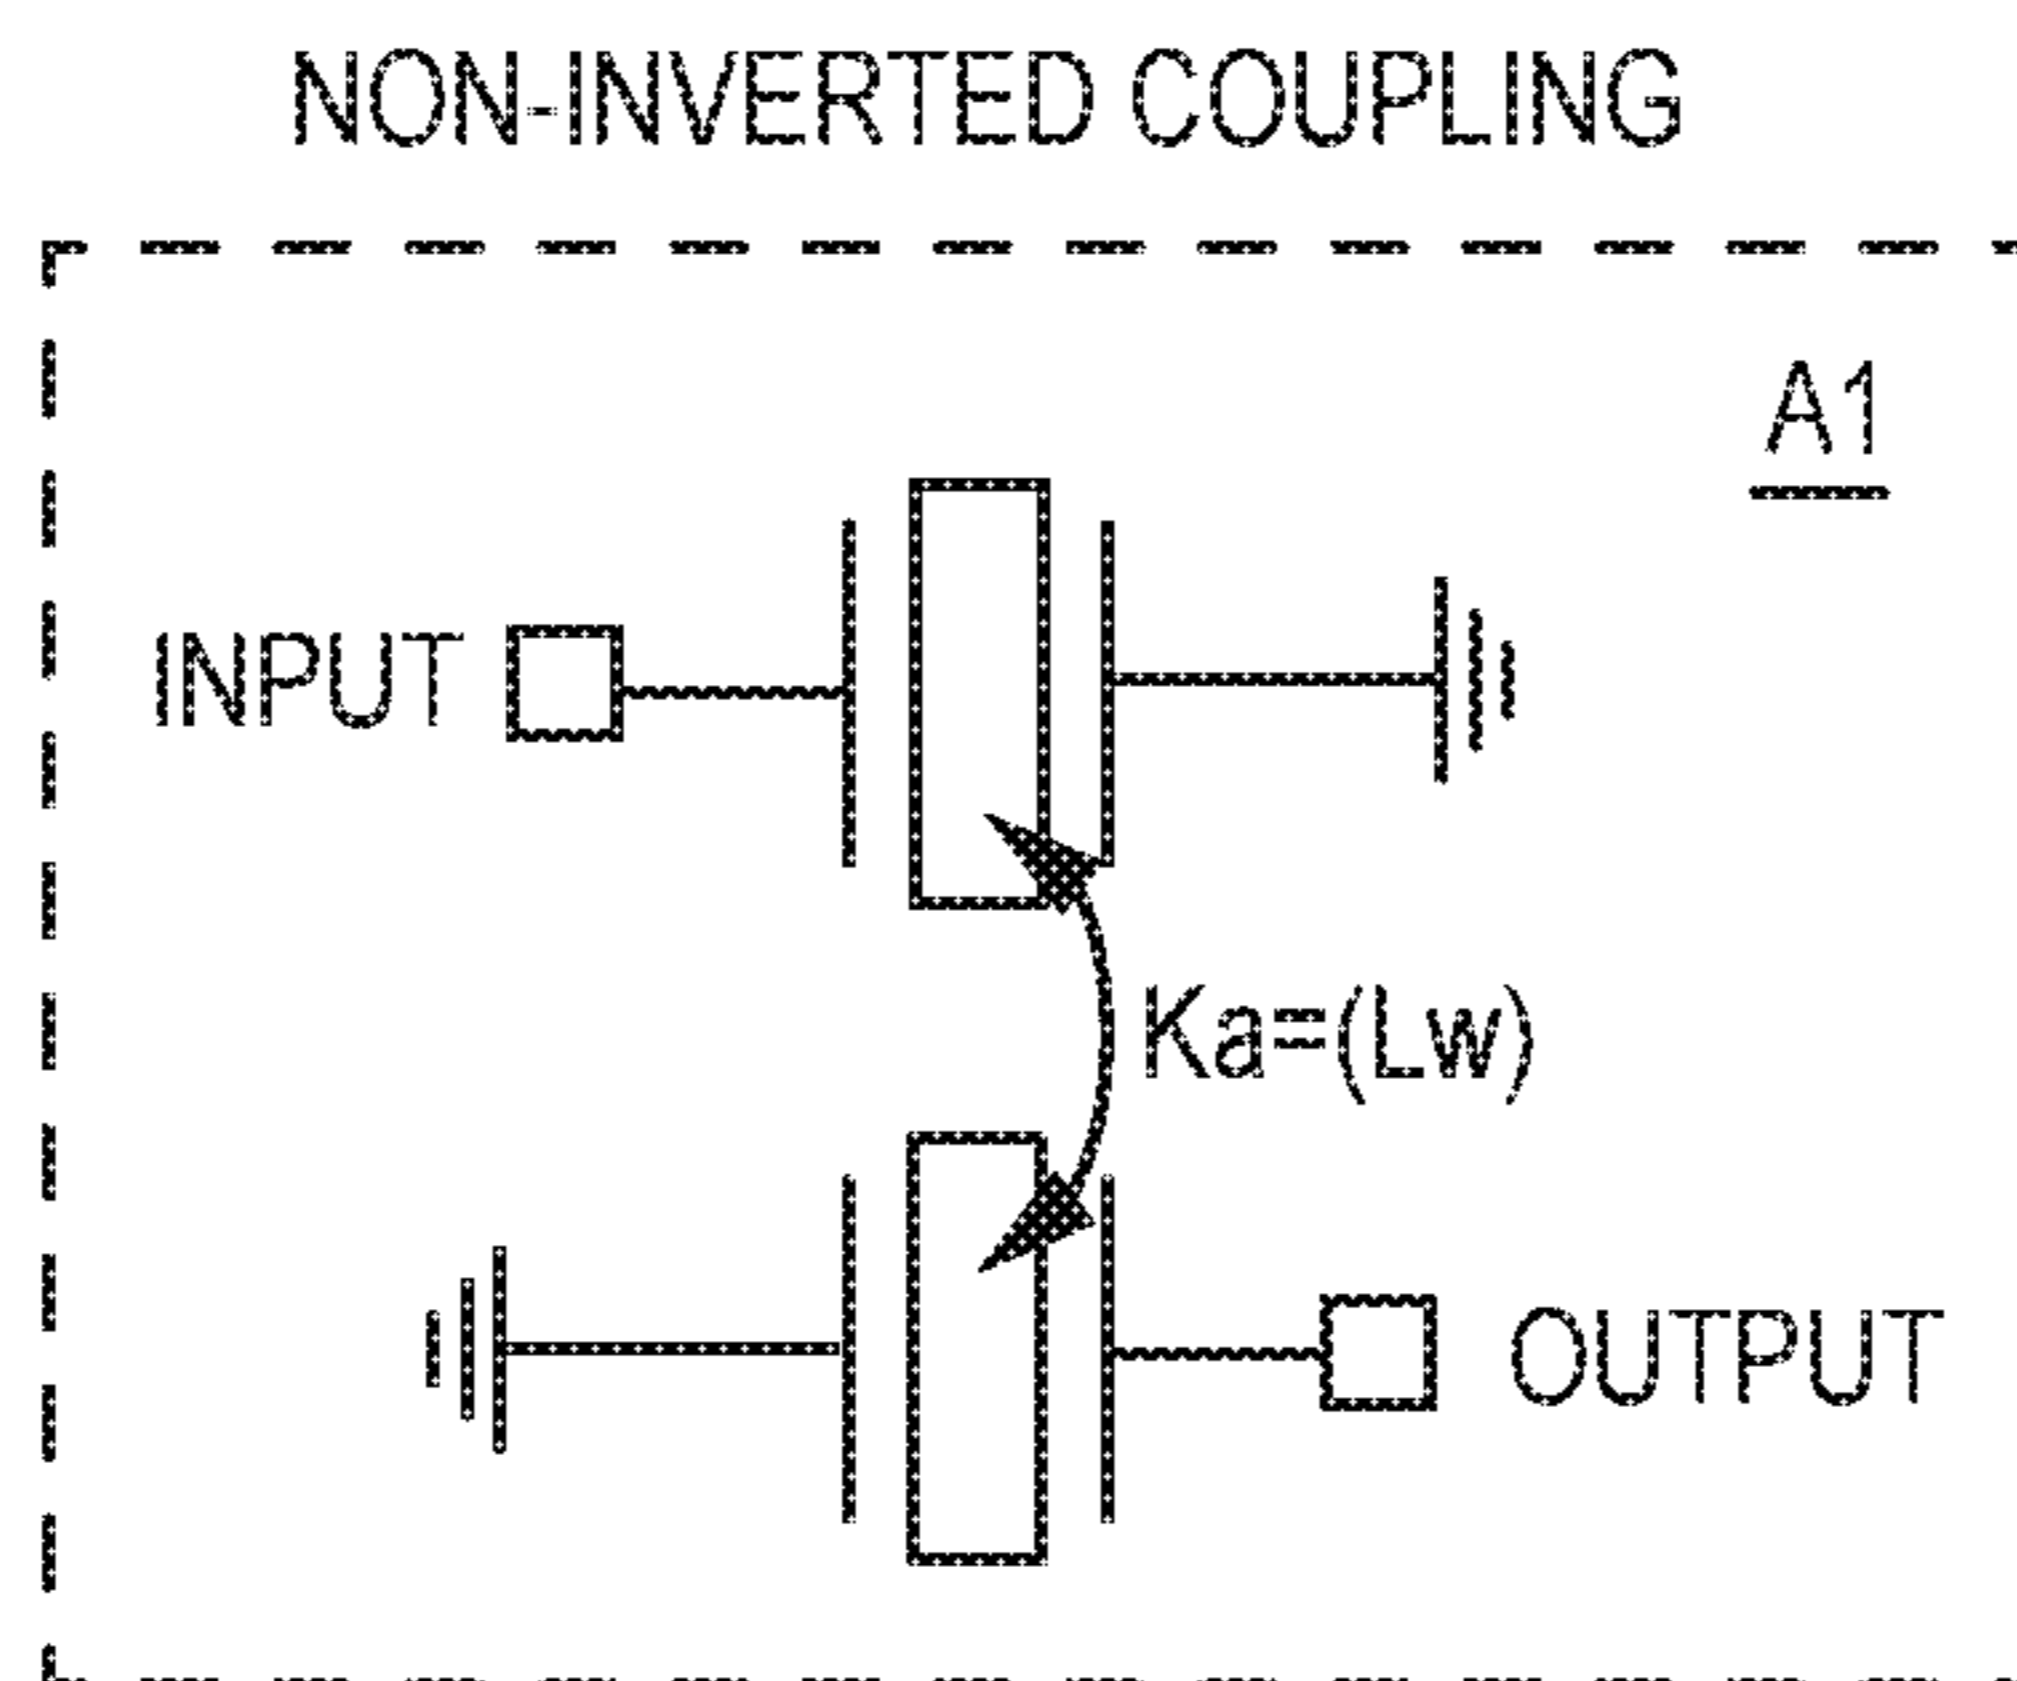 NON-INVERTED COUPLING
A1
INPUT
Ka=(Lw)
OUTPUT